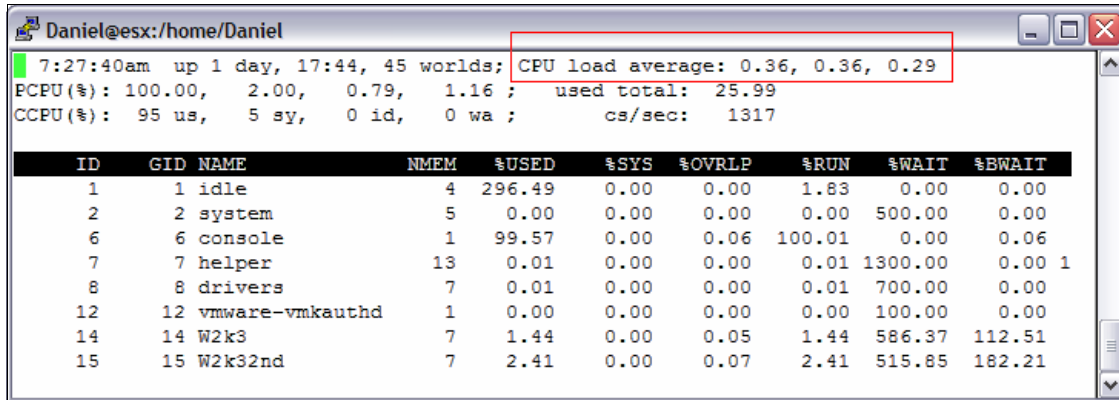 Daniel@esx:/home/Daniel
7:27:40am up 1 day, 17:44, 45 worlds; CPU load average: 0.36, 0.36, 0.29
PCPU(%): 100.00, 2.00, 0.79, 1.16 ; used total: 25.99
CCPU(%): 95 us, 5 sy, 0 id, 0 wa ; cs/sec: 1317
ID GID NAME NMEM %USED %SYS %OVRLP %RUN %WAIT %BWAIT
1 1 idle 4 296.49 0.00 0.00 1.83 0.00 0.00
2 2 system 5 0.00 0.00 0.00 0.00 500.00 0.00
6 6 console 1 99.57 0.00 0.06 100.01 0.00 0.06
7 7 helper 13 0.01 0.00 0.00 0.01 1300.00 0.00 1
8 8 drivers 7 0.01 0.00 0.00 0.01 700.00 0.00
12 12 vmware-vmkauthd 1 0.00 0.00 0.00 0.00 100.00 0.00
14 14 W2k3 7 1.44 0.00 0.05 1.44 586.37 112.51
15 15 W2k32nd 7 2.41 0.00 0.07 2.41 515.85 182.21